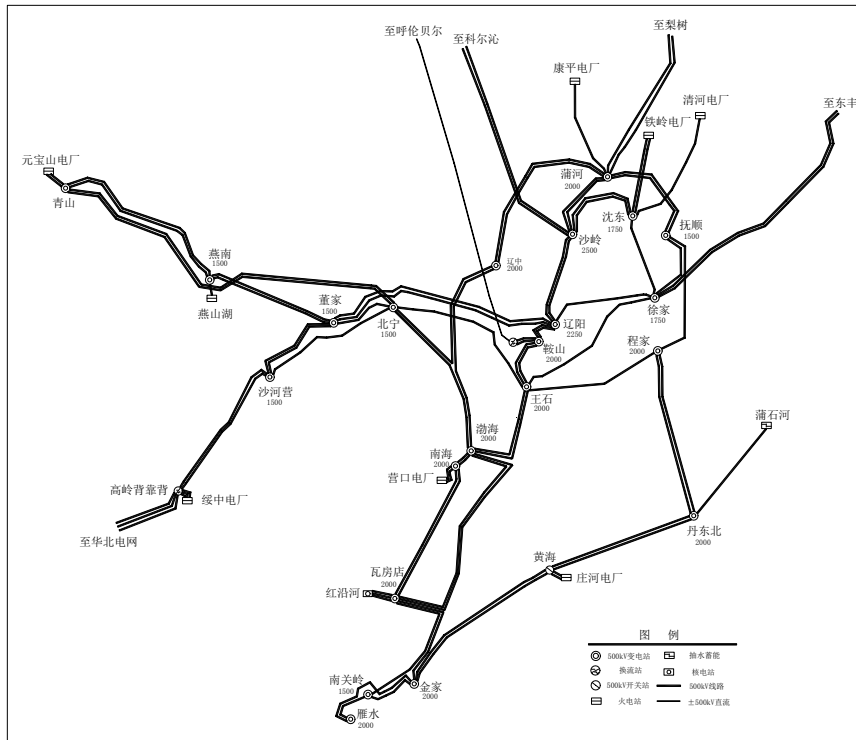 至呼伦贝尔
至科尔沁
至梨树
康平电厂
清河电厂
至东丰
铁岭电厂
元宝山电厂
青山
蒲河
2000
沈东
1750
抚顺
1500
沙岭
2500
辽中
2000
燕南
1500
燕山湖
董家
1500
北宁
1500
辽阳
2250
徐家
1750
鞍山
2000
程家
2000
沙河营
1500
王石
2000
蒲石河
渤海
2000
南海
2000
营口电厂
高岭背靠背
绥中电厂
至华北电网
丹东北
2000
黄海
庄河电厂
瓦房店
2000
红沿河
南关岭
1500
金家
2000
雁水
2000
图 例
500kV变电站
抽水蓄能
换流站
核电站
500kV开关站
500kV线路
火电站
±500kV直流